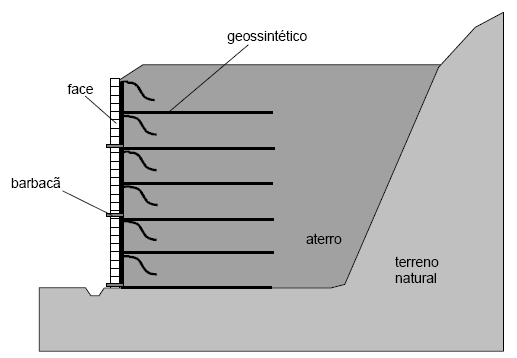 geossintético
face
barbacã
aterro
terreno
natural